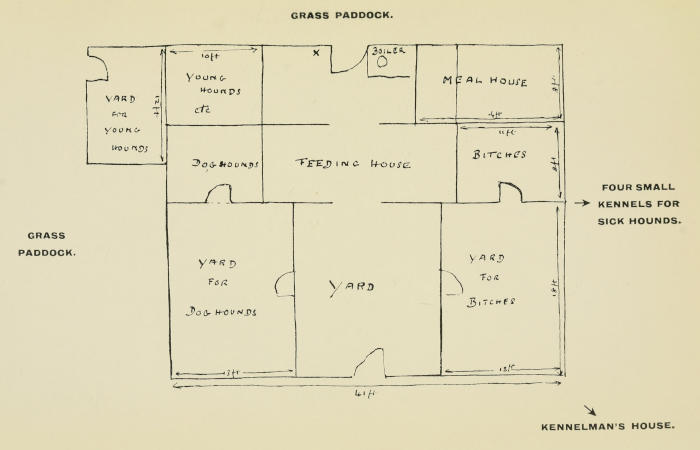 GRASS PADDOCK.
10ft
YOUNG
HOUNDS
etc
x
BOILER
MEAL HOUSE
8ft
YARD
FOR
YOUNG
HOUNDS
11ft
DOG HOUNDS
FEEDING HOUSE
BITCHES
8ft
FOUR SMALL
KENNELS FOR
SICK HOUNDS.
GRASS
PADDOCK.
YARD
FOR
DOG HOUNDS
YARD
YARD
FOR
BITCHES
18ft
13ft
13ft
41ft
KENNELMAN'S HOUSE.